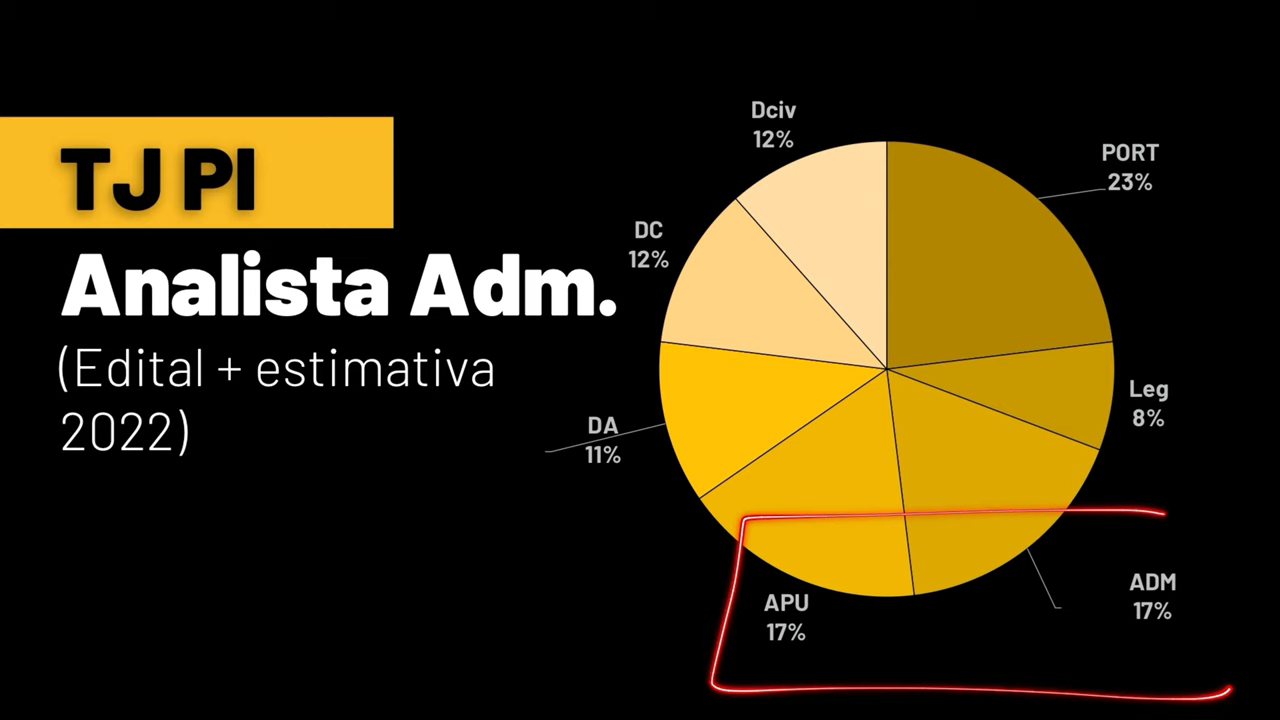 TJ PI
Analista Adm.
(Edital + estimativa
2022)
Dciv
12%
PORT
23%
DC
12%
Leg
8%
DA
11%
ADM
17%
APU
17%